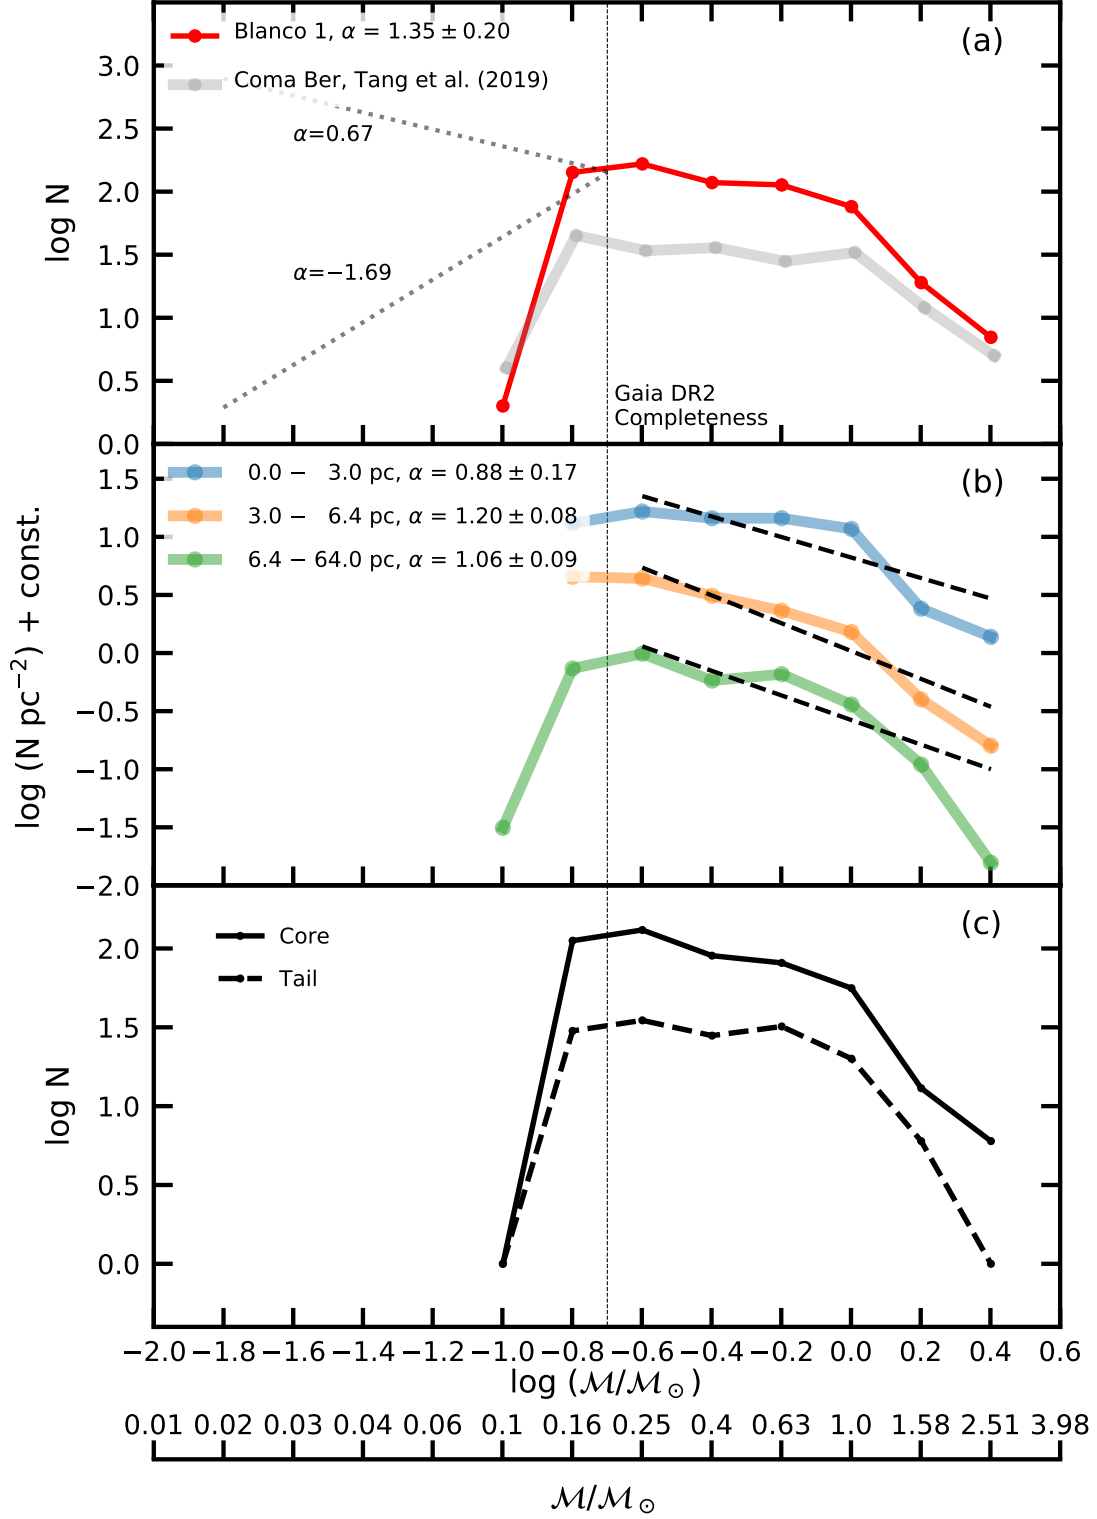 (a)
Blanco 1, α = 1.35 ± 0.20
Coma Ber, Tang et al. (2019)
α=0.67
α=−1.69
Gaia DR2
Completeness
log N
3.0
2.5
2.0
1.5
1.0
0.5
0.0
(b)
0.0 − 3.0 pc, α = 0.88 ± 0.17
3.0 − 6.4 pc, α = 1.20 ± 0.08
6.4 − 64.0 pc, α = 1.06 ± 0.09
log (N pc⁻²) + const.
1.5
1.0
0.5
0.0
−0.5
−1.0
−1.5
−2.0
(c)
Core
Tail
log N
2.0
1.5
1.0
0.5
0.0
−2.0 −1.8 −1.6 −1.4 −1.2 −1.0 −0.8 −0.6 −0.4 −0.2 0.0 0.2 0.4 0.6
log (ℳ/ℳ⊙)
0.01 0.02 0.03 0.04 0.06 0.1 0.16 0.25 0.4 0.63 1.0 1.58 2.51 3.98
ℳ/ℳ⊙